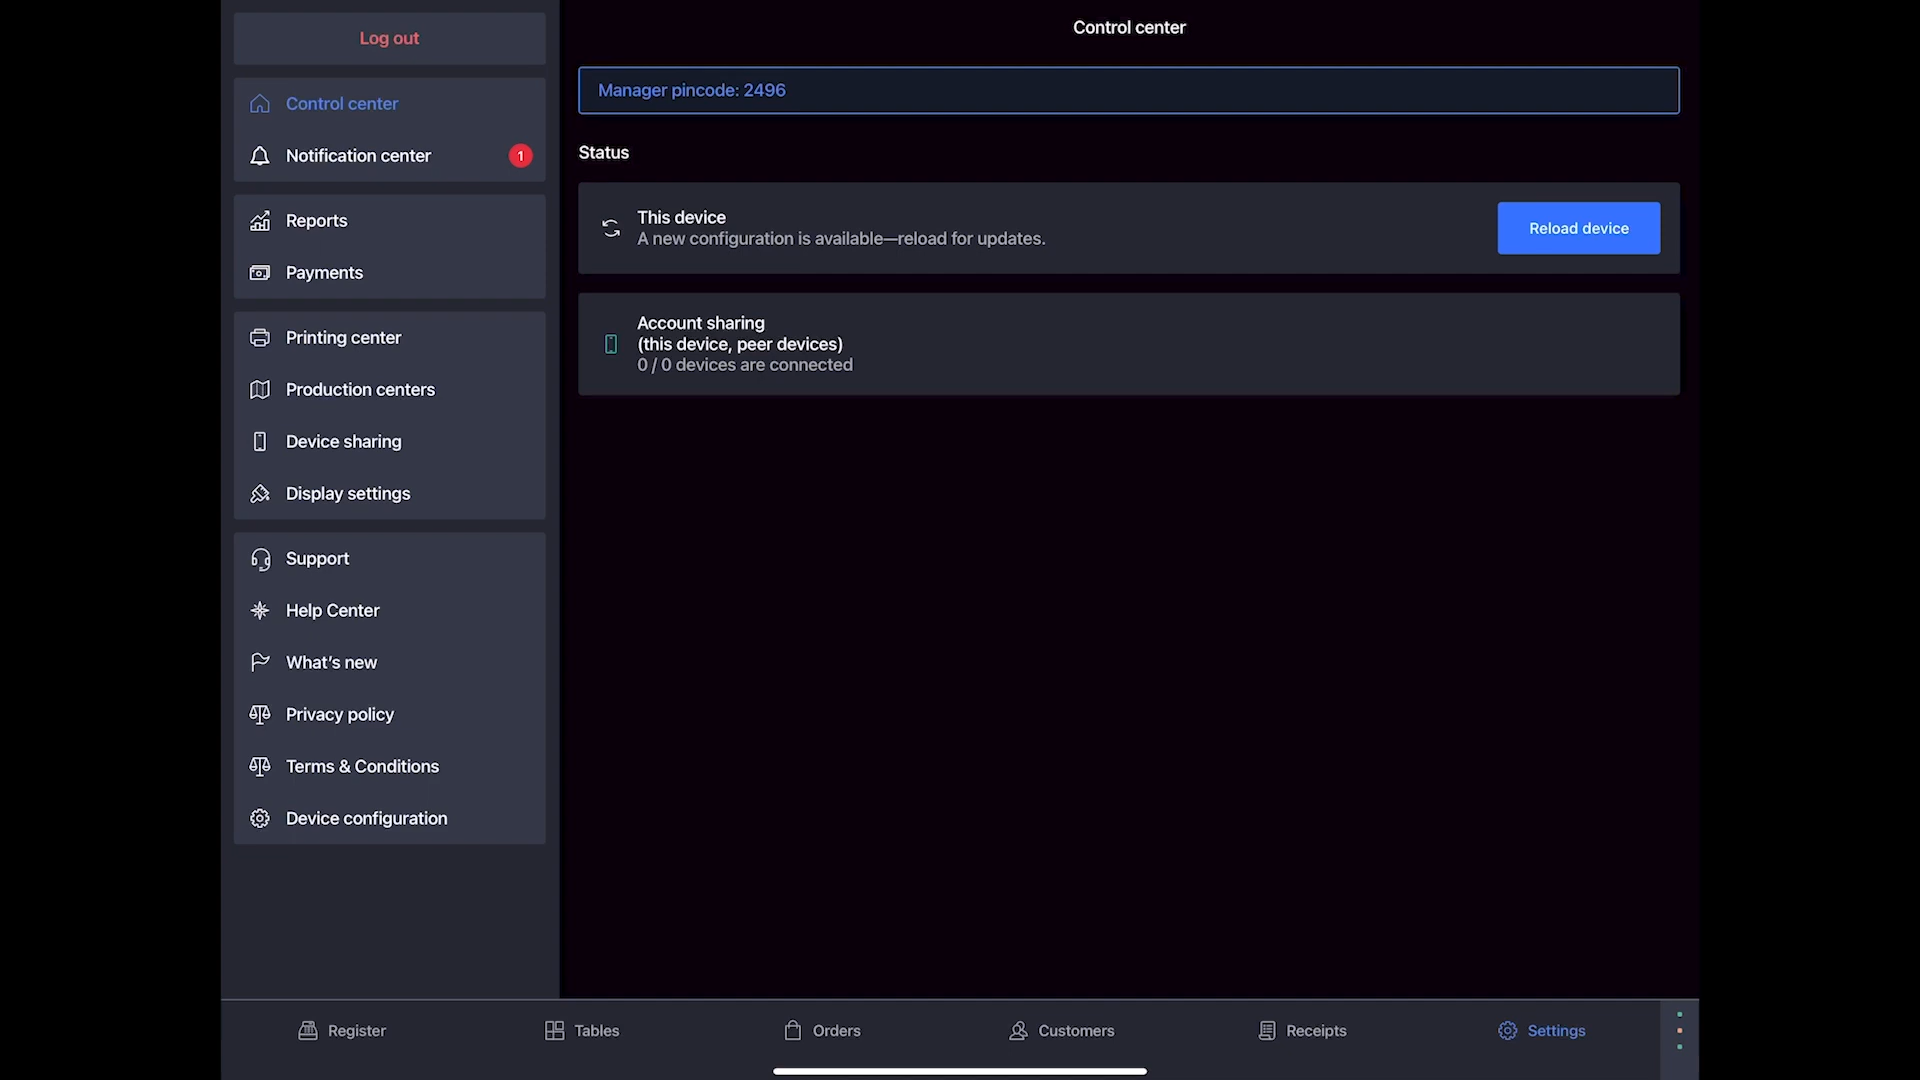 Log out
Control center
Notification center
1
Reports
Payments
Printing center
Production centers
Device sharing
Display settings
Support
Help Center
What's new
Privacy policy
Terms & Conditions
Device configuration
Control center
Manager pincode: 2496
Status
This device
A new configuration is available—reload for updates.
Reload device
Account sharing
(this device, peer devices)
0 / 0 devices are connected
Register
Tables
Orders
Customers
Receipts
Settings